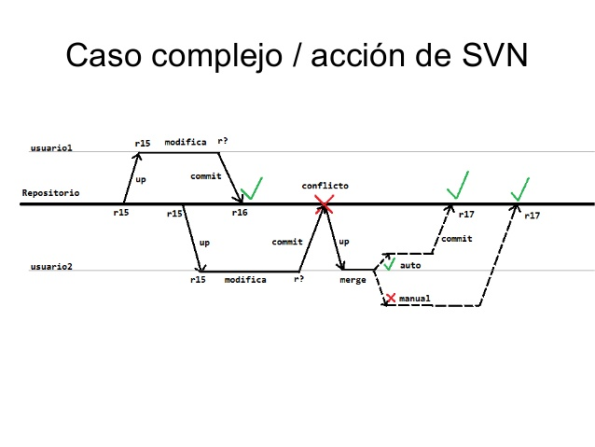 Caso complejo / acción de SVN
usuario1
r15 modifica r?
up
commit
Repositorio
conflicto
r15
r15
r16
r17
r17
up
commit
up
commit
usuario2
auto
r15 modifica r?
merge
manual